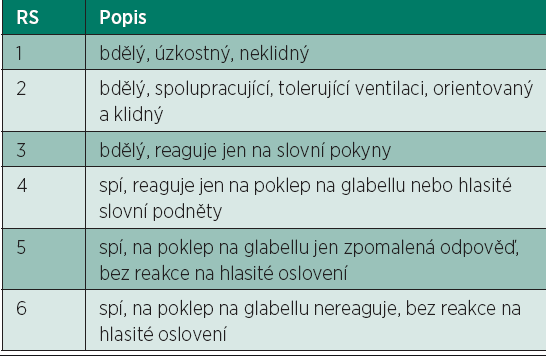 RS Popis
1 bdělý, úzkostný, neklidný
2 bdělý, spolupracující, tolerující ventilaci, orientovaný
a klidný
3 bdělý, reaguje jen na slovní pokyny
4 spí, reaguje jen na poklep na glabellu nebo hlasité
slovní podněty
5 spí, na poklep na glabellu jen zpomalená odpověď,
bez reakce na hlasité oslovení
6 spí, na poklep na glabellu nereaguje, bez reakce na
hlasité oslovení